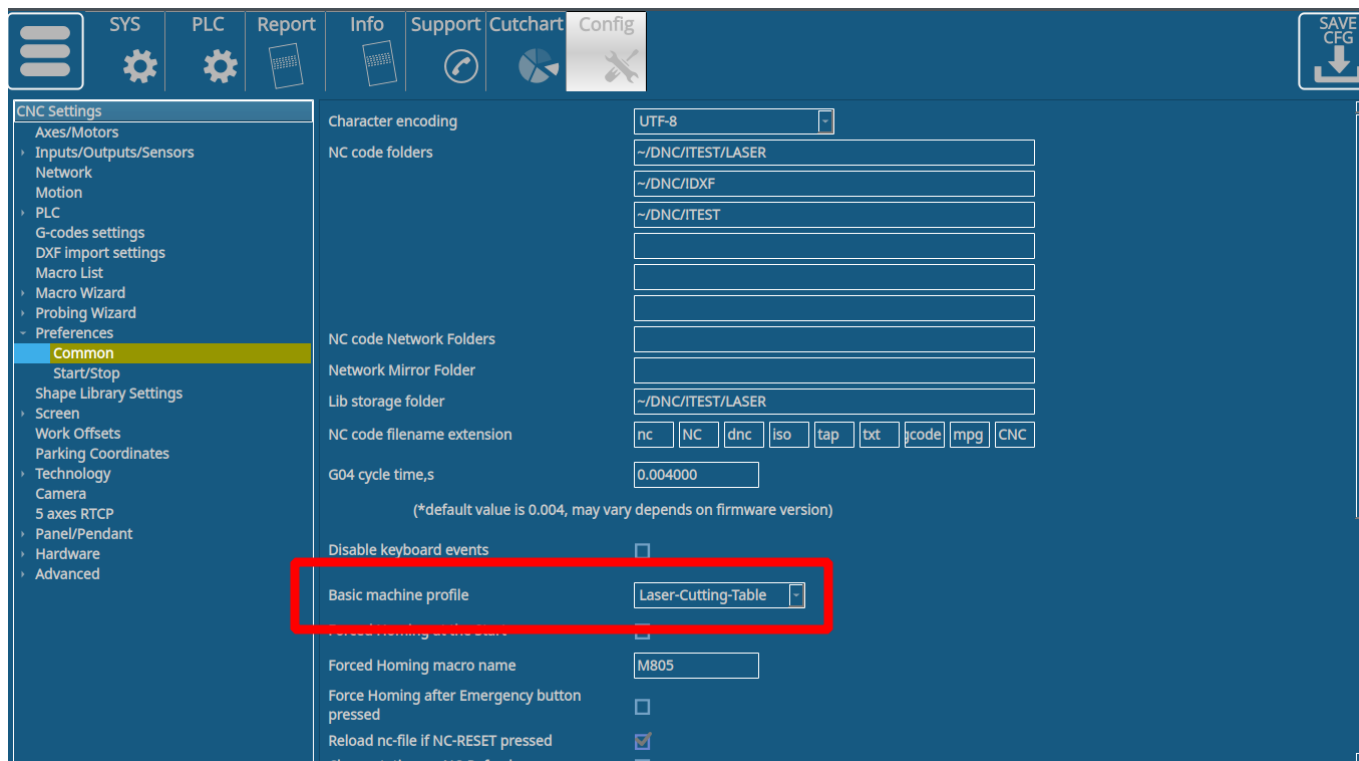 SYS PLC Report Info Support Cutchart Config SAVE
CFG
CNC Settings
Axes/Motors
Inputs/Outputs/Sensors
Network
Motion
PLC
G-codes settings
DXF import settings
Macro List
Macro Wizard
Probing Wizard
Preferences
Common
Start/Stop
Shape Library Settings
Screen
Work Offsets
Parking Coordinates
Technology
Camera
5 axes RTCP
Panel/Pendant
Hardware
Advanced
Character encoding UTF-8
NC code folders ~/DNC/ITEST/LASER
~/DNC/IDXF
~/DNC/ITEST
NC code Network Folders
Network Mirror Folder
Lib storage folder ~/DNC/ITEST/LASER
NC code filename extension nc NC dnc iso tap txt gcode mpg CNC
G04 cycle time,s 0.004000
(*default value is 0.004, may vary depends on firmware version)
Disable keyboard events
Basic machine profile Laser-Cutting-Table
Forced Homing at the Start
Forced Homing macro name M805
Force Homing after Emergency button
pressed
Reload nc-file if NC-RESET pressed